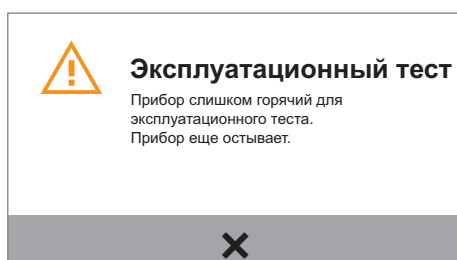 Эксплуатационный тест
Прибор слишком горячий для
эксплуатационного теста.
Прибор еще остывает.